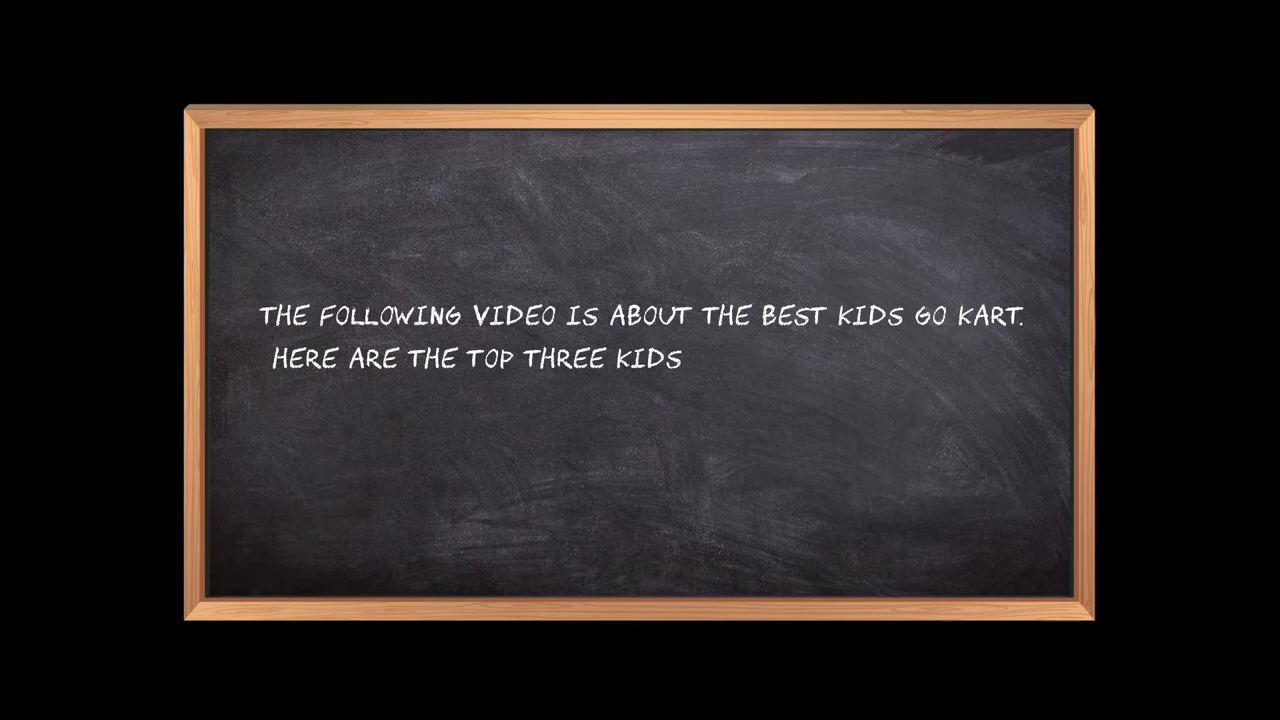 THE FOLLOWING VIDEO IS ABOUT THE BEST KIDS GO KART.
HERE ARE THE TOP THREE KIDS